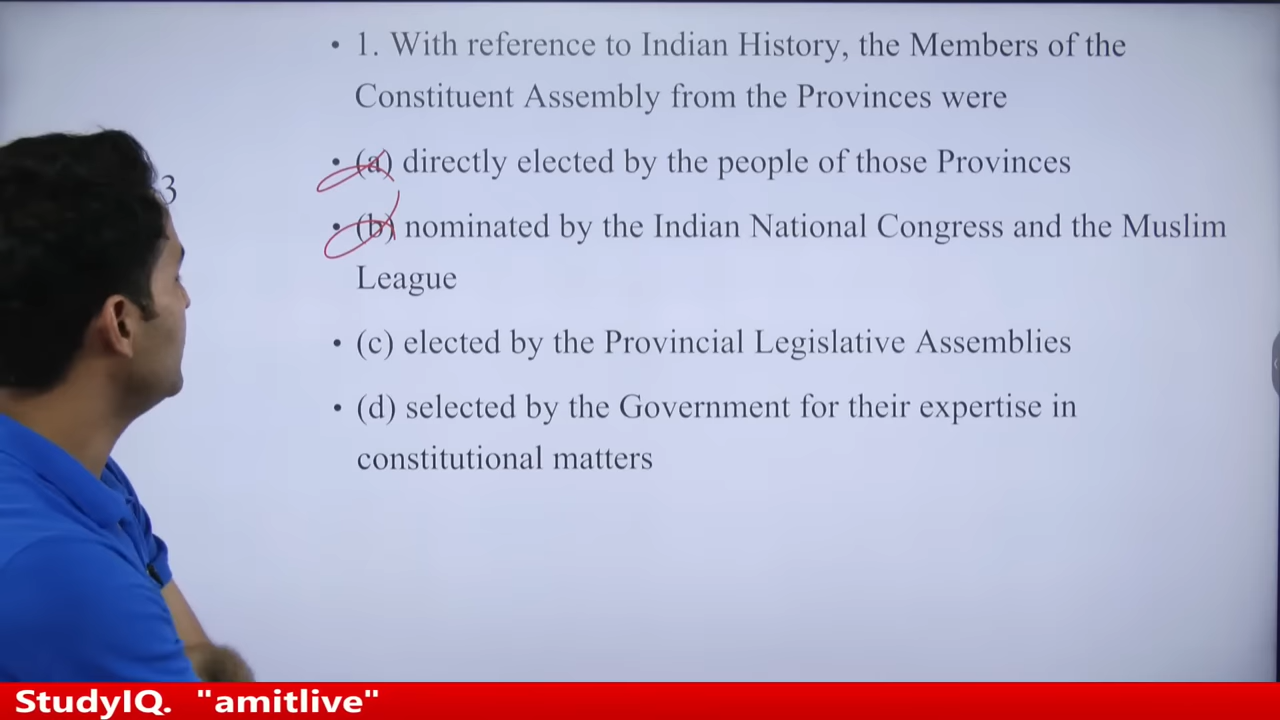 • 1. With reference to Indian History, the Members of the
Constituent Assembly from the Provinces were
• (a) directly elected by the people of those Provinces
3
• (b) nominated by the Indian National Congress and the Muslim
League
• (c) elected by the Provincial Legislative Assemblies
• (d) selected by the Government for their expertise in
constitutional matters
StudyIQ. "amitlive"